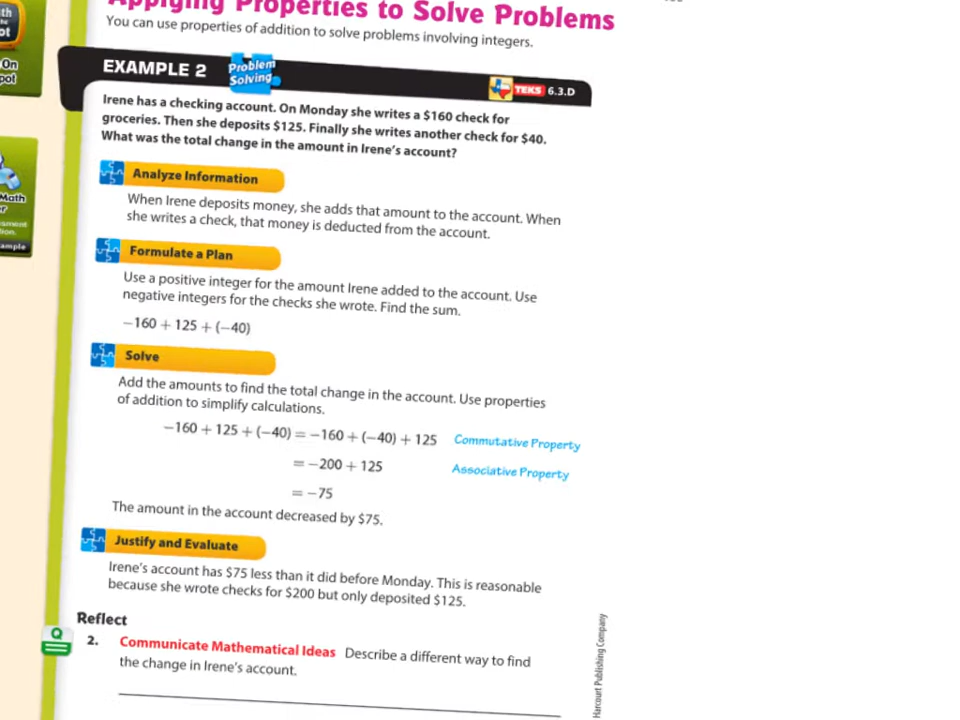 Applying Properties to Solve Problems
You can use properties of addition to solve problems involving integers.
EXAMPLE 2
Problem
Solving
TEKS 6.3.D
Irene has a checking account. On Monday she writes a $160 check for
groceries. Then she deposits $125. Finally she writes another check for $40.
What was the total change in the amount in Irene's account?
Analyze Information
When Irene deposits money, she adds that amount to the account. When
she writes a check, that money is deducted from the account.
Formulate a Plan
Use a positive integer for the amount Irene added to the account. Use
negative integers for the checks she wrote. Find the sum.
−160 + 125 + (−40)
Solve
Add the amounts to find the total change in the account. Use properties
of addition to simplify calculations.
−160 + 125 + (−40) = −160 + (−40) + 125 Commutative Property
= −200 + 125 Associative Property
= −75
The amount in the account decreased by $75.
Justify and Evaluate
Irene's account has $75 less than it did before Monday. This is reasonable
because she wrote checks for $200 but only deposited $125.
Reflect
Q
2. Communicate Mathematical Ideas Describe a different way to find
the change in Irene's account.
Harcourt Publishing Company
On
Math